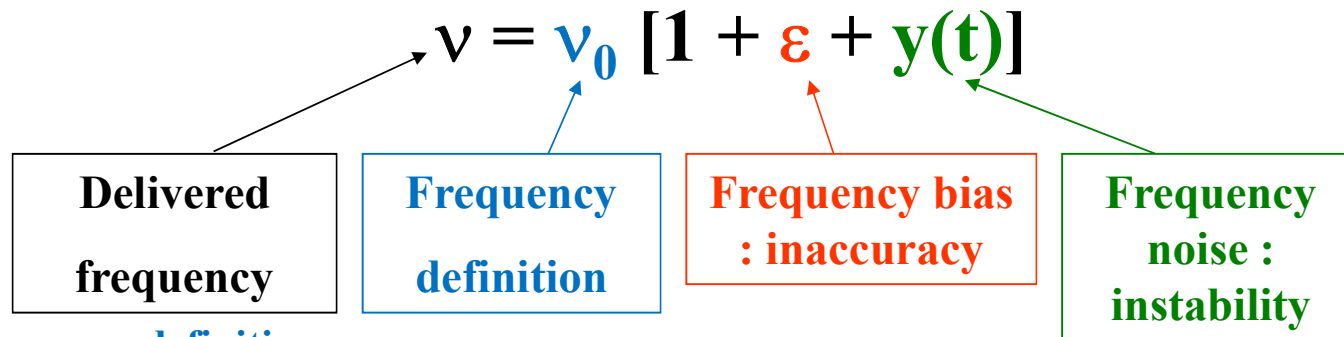 ν = ν₀ [1 + ε + y(t)]
Delivered
frequency
Frequency
definition
Frequency bias
: inaccuracy
Frequency
noise :
instability